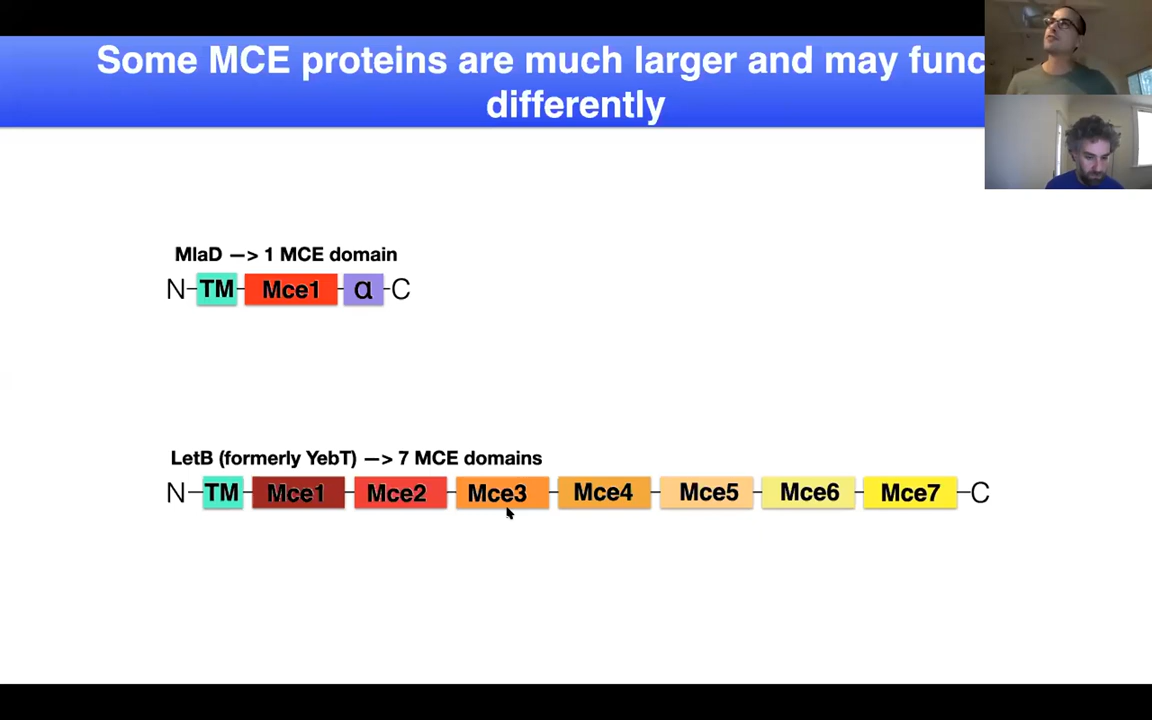 Some MCE proteins are much larger and may func
differently
MlaD —> 1 MCE domain
N TM Mce1 α C
LetB (formerly YebT) —> 7 MCE domains
N TM Mce1 Mce2 Mce3 Mce4 Mce5 Mce6 Mce7 C